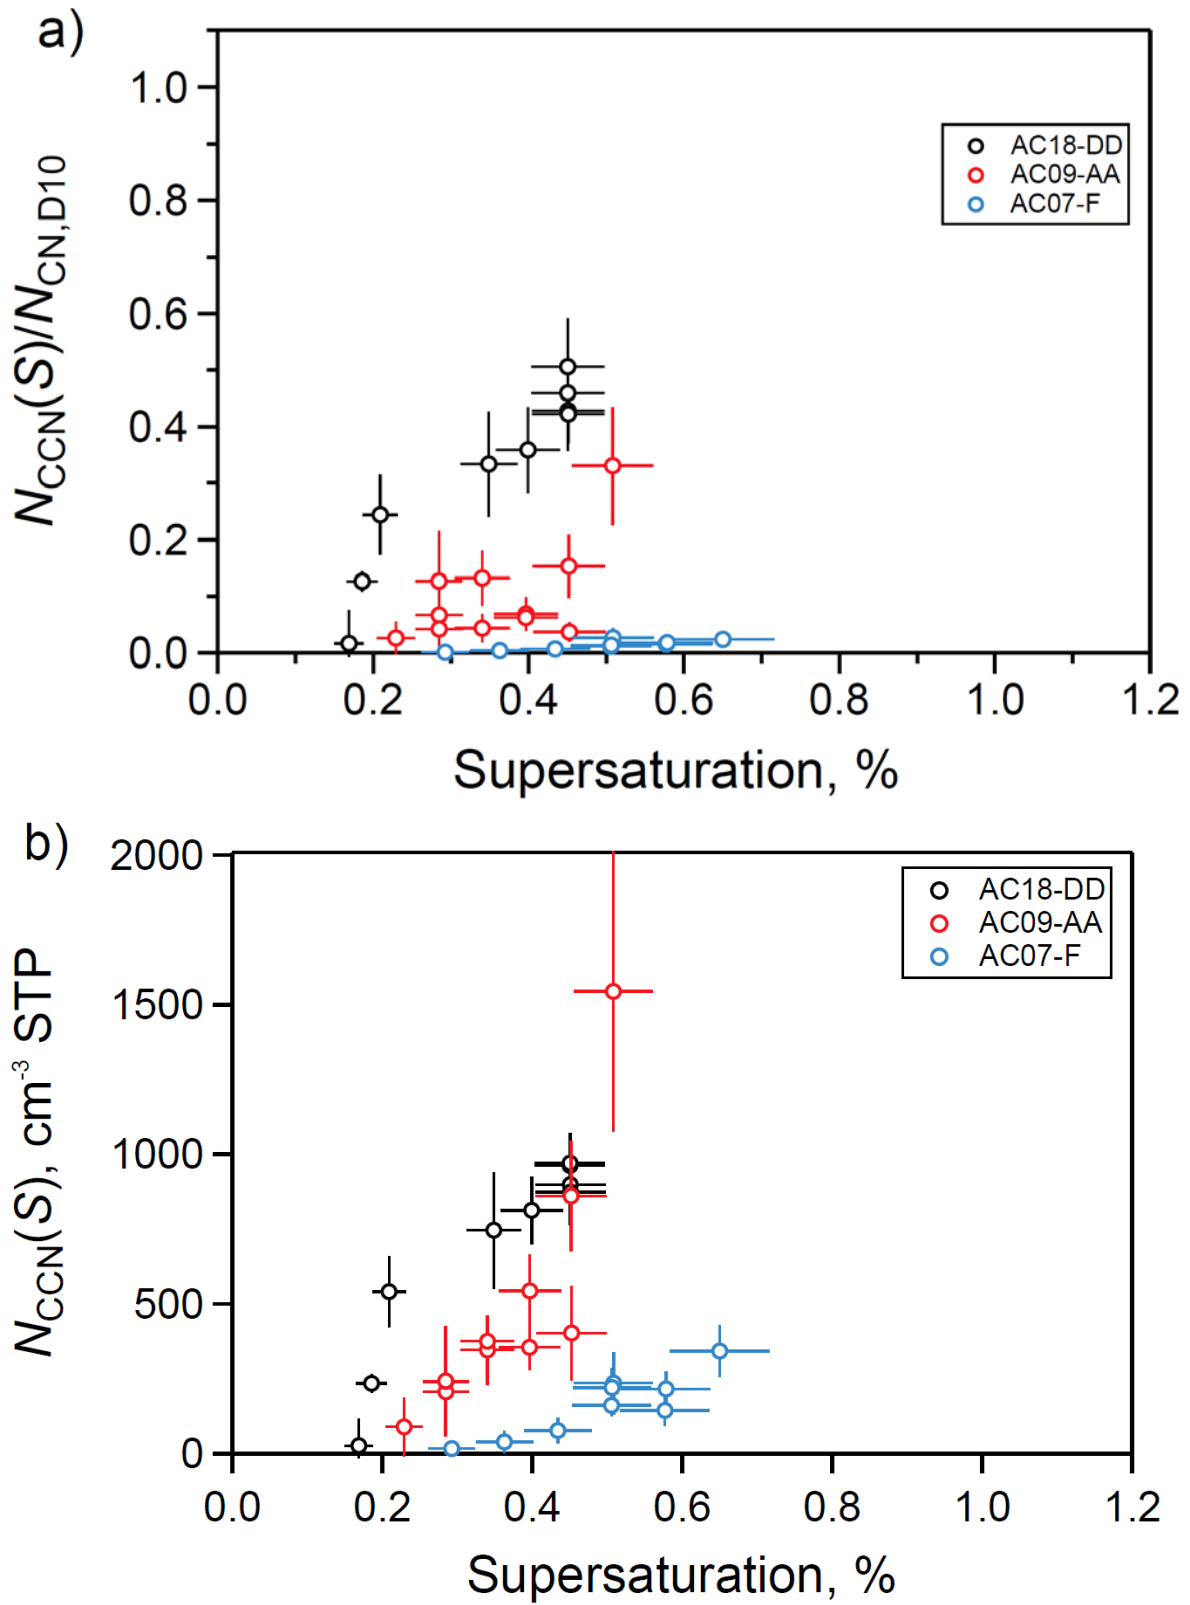 a)
N_CCN(S)/N_CN,D10
1.0
0.8
0.6
0.4
0.2
0.0
AC18-DD
AC09-AA
AC07-F
0.0 0.2 0.4 0.6 0.8 1.0 1.2
Supersaturation, %
b)
N_CCN(S), cm⁻³ STP
2000
1500
1000
500
0
AC18-DD
AC09-AA
AC07-F
0.0 0.2 0.4 0.6 0.8 1.0 1.2
Supersaturation, %